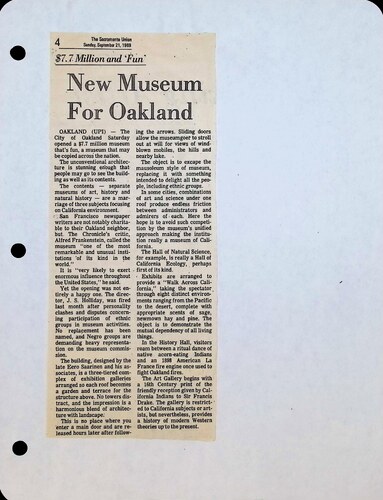 4
The Sacramento Union
Sunday, September 21, 1969
$7.7 Million and 'Fun'
New Museum
For Oakland
OAKLAND (UPI) — The
City of Oakland Saturday
opened a $7.7 million museum
that's fun, a museum that may
be copied across the nation.
The unconventional architec-
ture is stunning enough that
people may go to see the build-
ing as well as its contents.
The contents — separate
museums of art, history and
natural history — are a mar-
riage of three subjects focusing
on California environment.
San Francisco newspaper
writers are not notably charita-
ble to their Oakland neighbor,
but The Chronicle's critic,
Alfred Frankenstein, called the
museum "one of the most
remarkable and unusual institu-
tions of its kind in the
world."
It is "very likely to exert
enormous influence throughout
the United States," he said.
Yet the opening was not en-
tirely a happy one. The direc-
tor, J. S. Holliday, was fired
last month after personality
clashes and disputes concern-
ing participation of ethnic
groups in museum activities.
No replacement has been
named, and Negro groups are
demanding heavy representa-
tion on the museum commis-
sion.
The building, designed by the
late Eero Saarinen and his as-
sociates, is a three-tiered com-
plex of exhibition galleries
arranged so each roof becomes
a garden and terrace for the
structure above. No towers dis-
tract, and the impression is a
harmonious blend of architec-
ture with landscape.
This is no place where you
enter a main door and are re-
leased hours later after follow-
ing the arrows. Sliding doors
allow the museumgoer to stroll
out at will for views of wind-
blown mobiles, the hills and
nearby lake.
The object is to escape the
mausoleum style of museum,
replacing it with something
intended to delight all the peo-
ple, including ethnic groups.
In some cities, combinations
of art and science under one
roof produce endless friction
between administrators and
admirers of each. Here the
hope is to avoid such competi-
tion by the museum's unified
approach making the institu-
tion really a museum of Califor-
nia.
The Hall of Natural Science,
for example, is really a Hall of
California Ecology, perhaps
first of its kind.
Exhibits are arranged to
provide a "Walk Across Cali-
fornia," taking the spectator
through eight distinct environ-
ments ranging from the Pacific
to the desert, complete with
appropriate scents of sage,
newmown hay and pine. The
object is to demonstrate the
mutual dependency of all living
things.
In the History Hall, visitors
roam between a ritual dance of
native acorn-eating Indians
and an 1898 American La
France fire engine once used to
fight Oakland fires.
The Art Gallery begins with
a 16th Century print of the
friendly reception given by
California Indians to Sir Francis
Drake. The gallery is restrict-
ed to California subjects or art-
ists, but nevertheless, provides
a history of modern Western
theories up to the present.